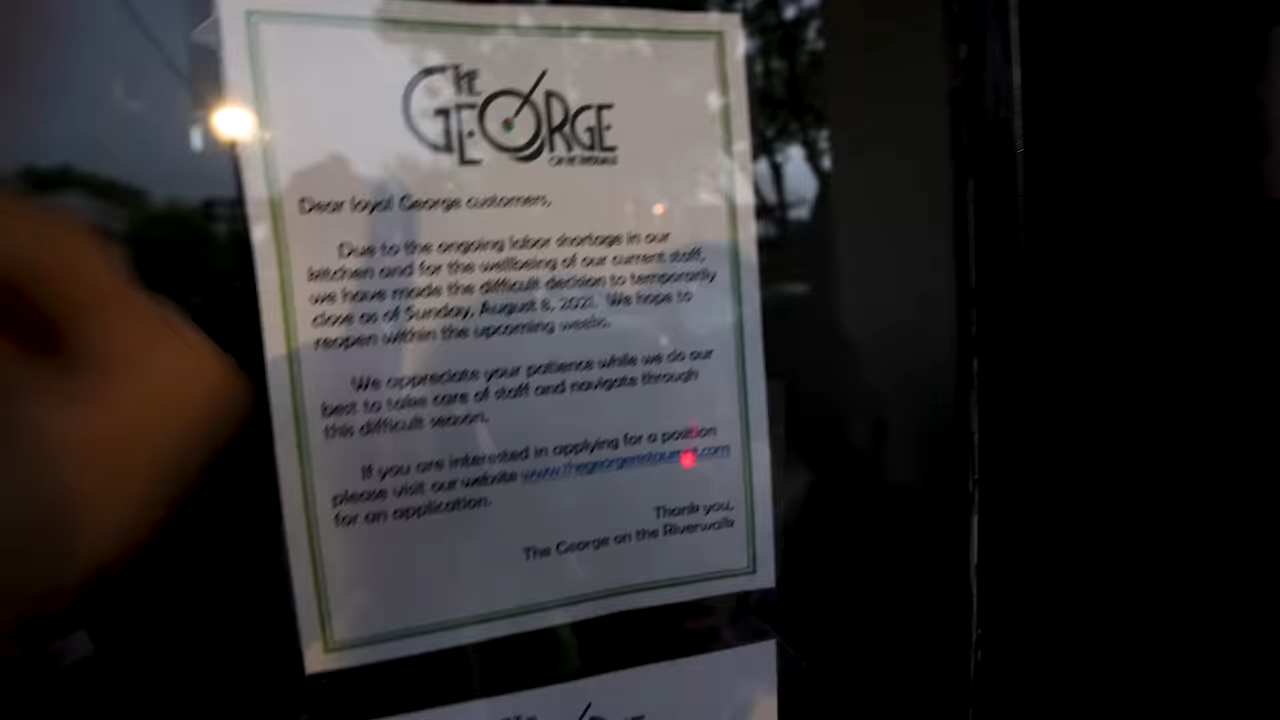 THE
GEORGE
Dear loyal George customers,
Due to the ongoing labor shortage in our
kitchen and for the wellbeing of our current staff,
we have made the difficult decision to temporarily
close as of Sunday, August 8, 2021. We hope to
reopen within the upcoming weeks.
We appreciate your patience while we do our
best to take care of staff and navigate through
this difficult season.
If you are interested in applying for a position
please visit our website www.thegeorgerestaurant.com
for an application.
Thank you,
The George on the Riverwalk